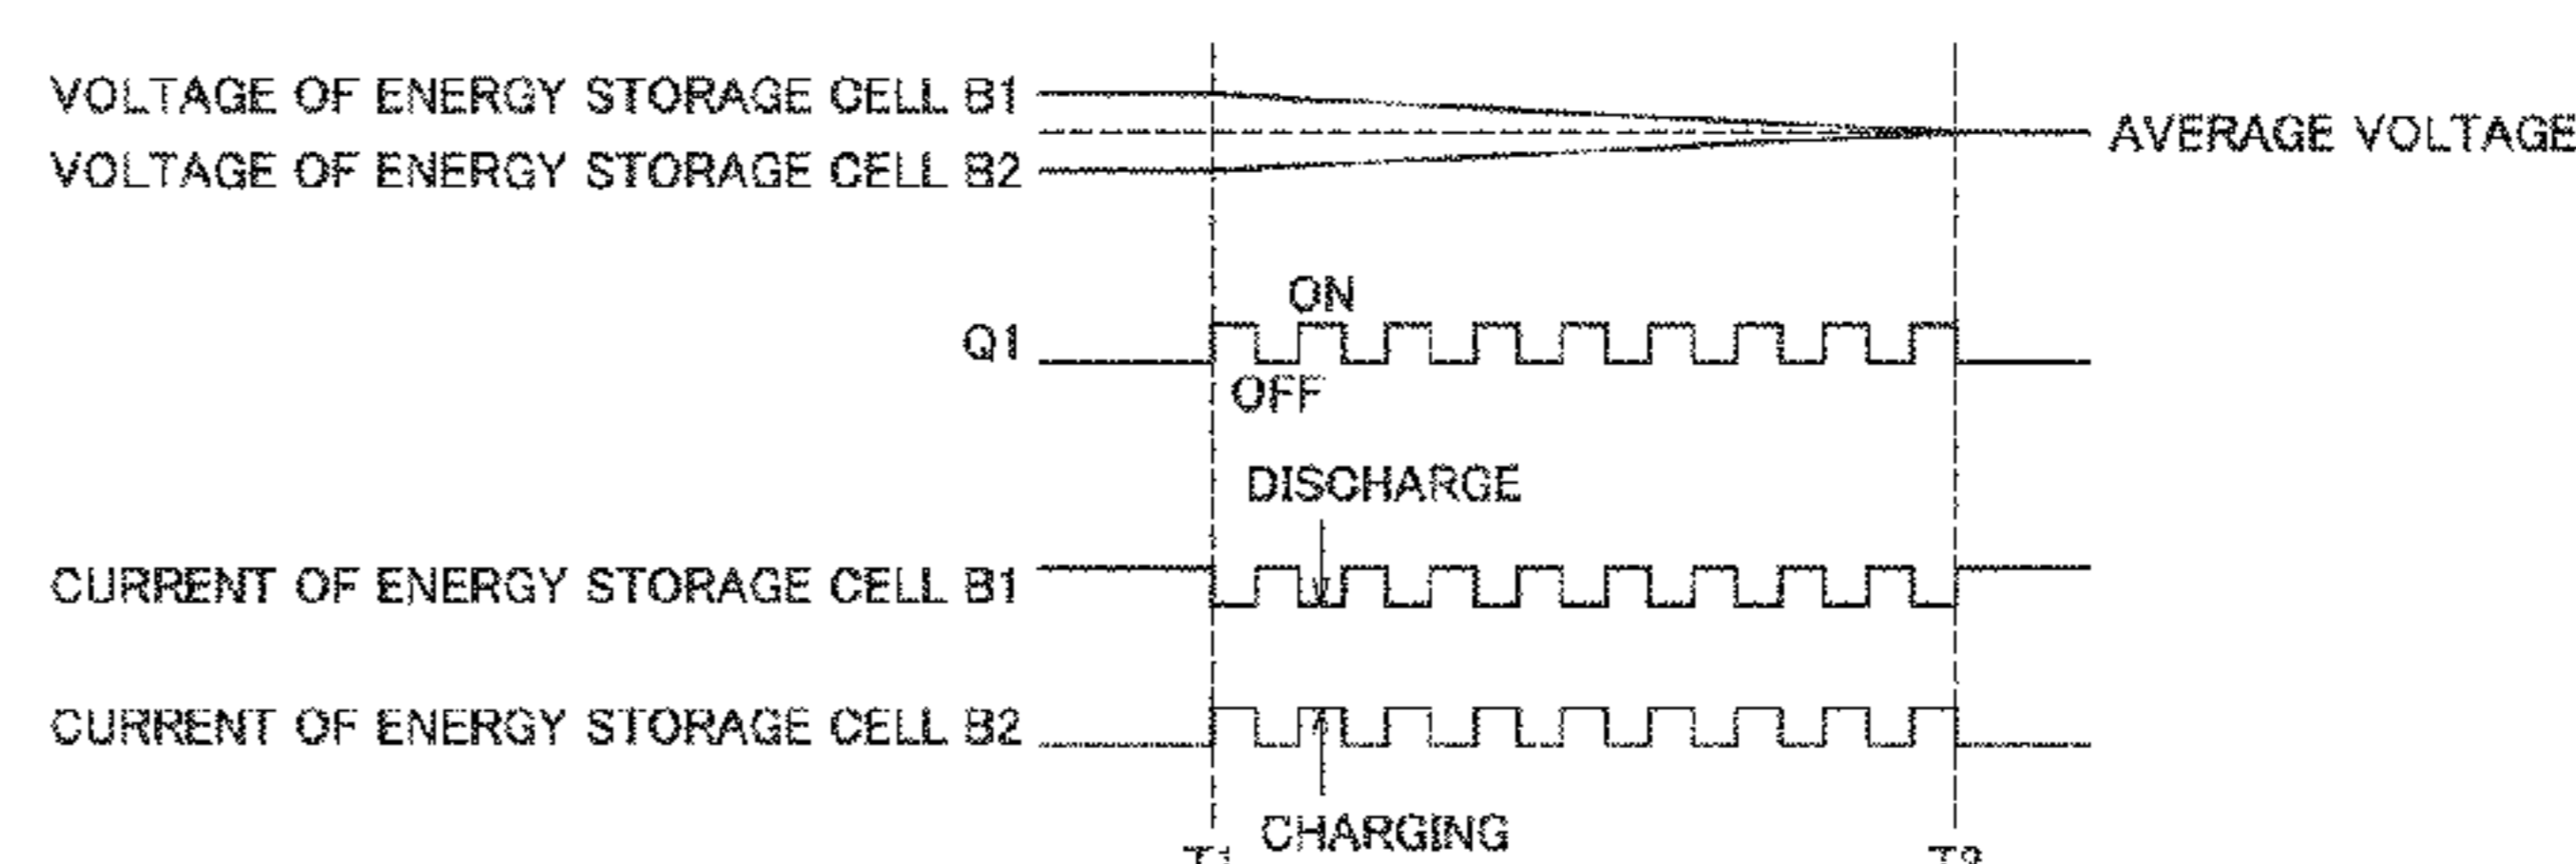 VOLTAGE OF ENERGY STORAGE CELL B1
AVERAGE VOLTAGE
VOLTAGE OF ENERGY STORAGE CELL B2
ON
Q1
OFF
DISCHARGE
CURRENT OF ENERGY STORAGE CELL B1
CURRENT OF ENERGY STORAGE CELL B2
CHARGING